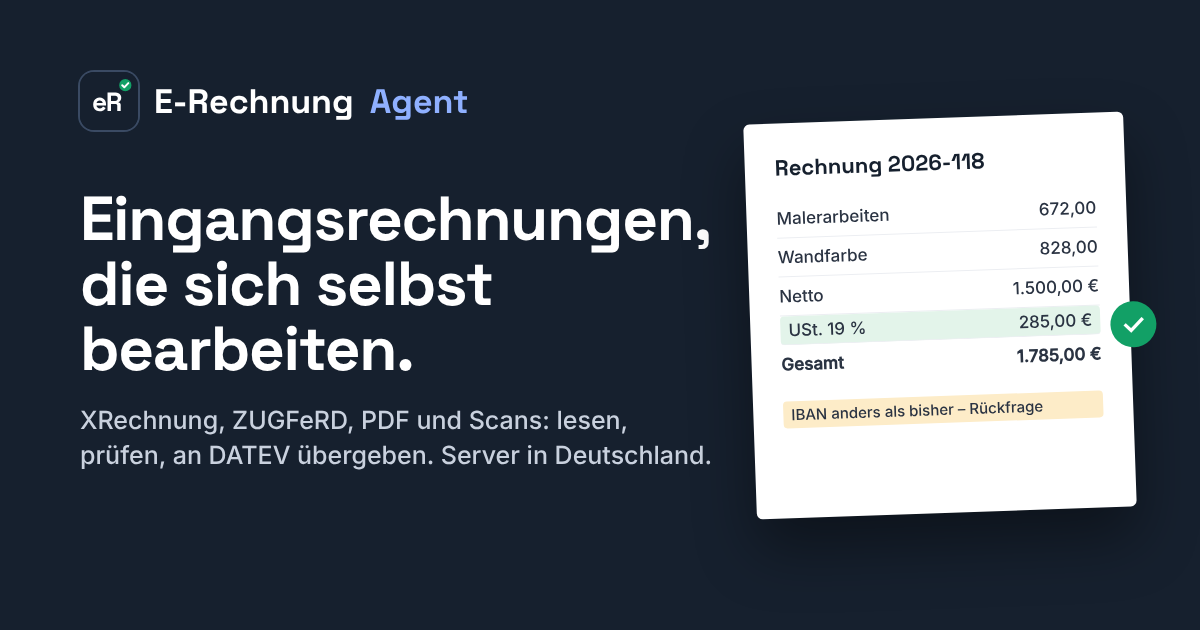 eR E-Rechnung Agent
Eingangsrechnungen,
die sich selbst
bearbeiten.
XRechnung, ZUGFeRD, PDF und Scans: lesen,
prüfen, an DATEV übergeben. Server in Deutschland.
Rechnung 2026-118
Malerarbeiten 672,00
Wandfarbe 828,00
Netto 1.500,00 €
USt. 19 % 285,00 €
Gesamt 1.785,00 €
IBAN anders als bisher – Rückfrage